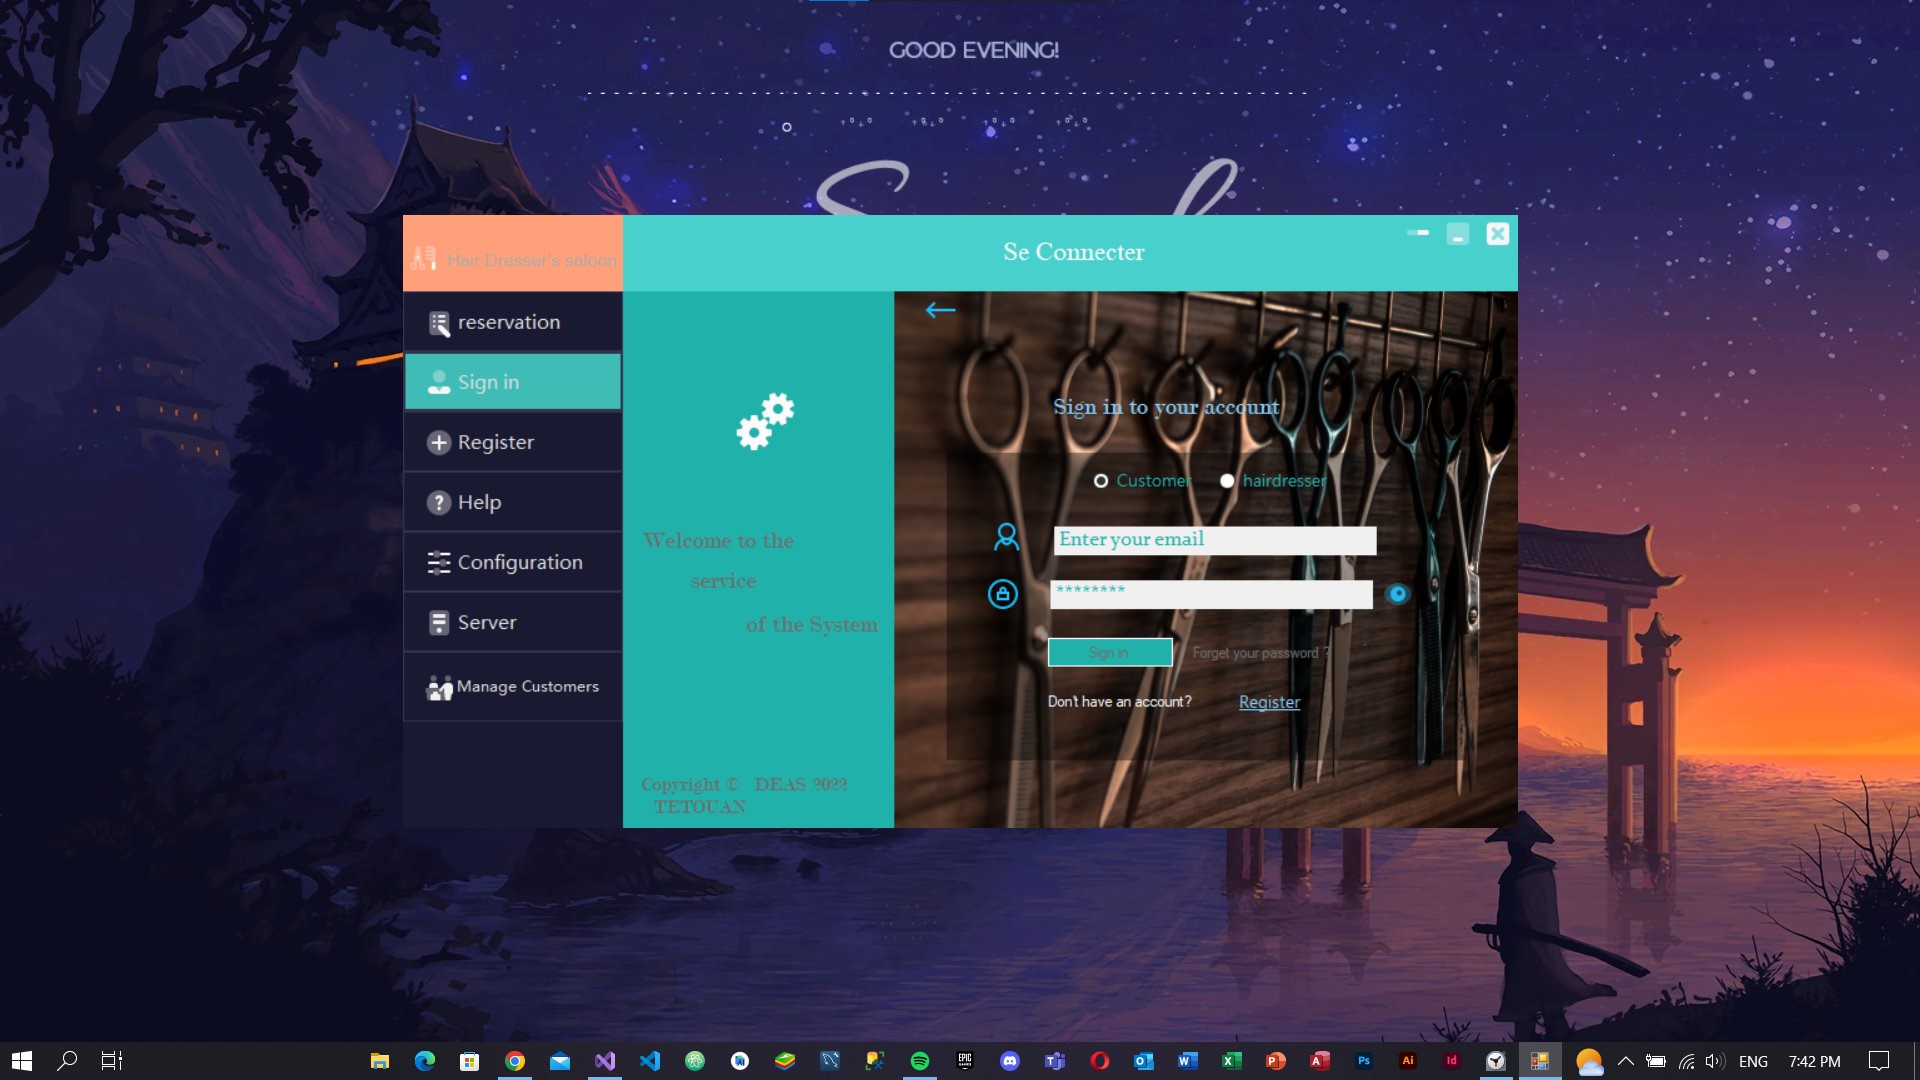 GOOD EVENING!
Se Connecter
Hair Dresser's saloon
reservation
Sign in
Register
Help
Configuration
Server
Manage Customers
Welcome to the
service
of the System
Copyright © DEAS 2022
TETOUAN
Sign in to your account
Customer hairdresser
Enter your email
********
Sign in Forget your password ?
Don't have an account? Register
ENG 7:42 PM